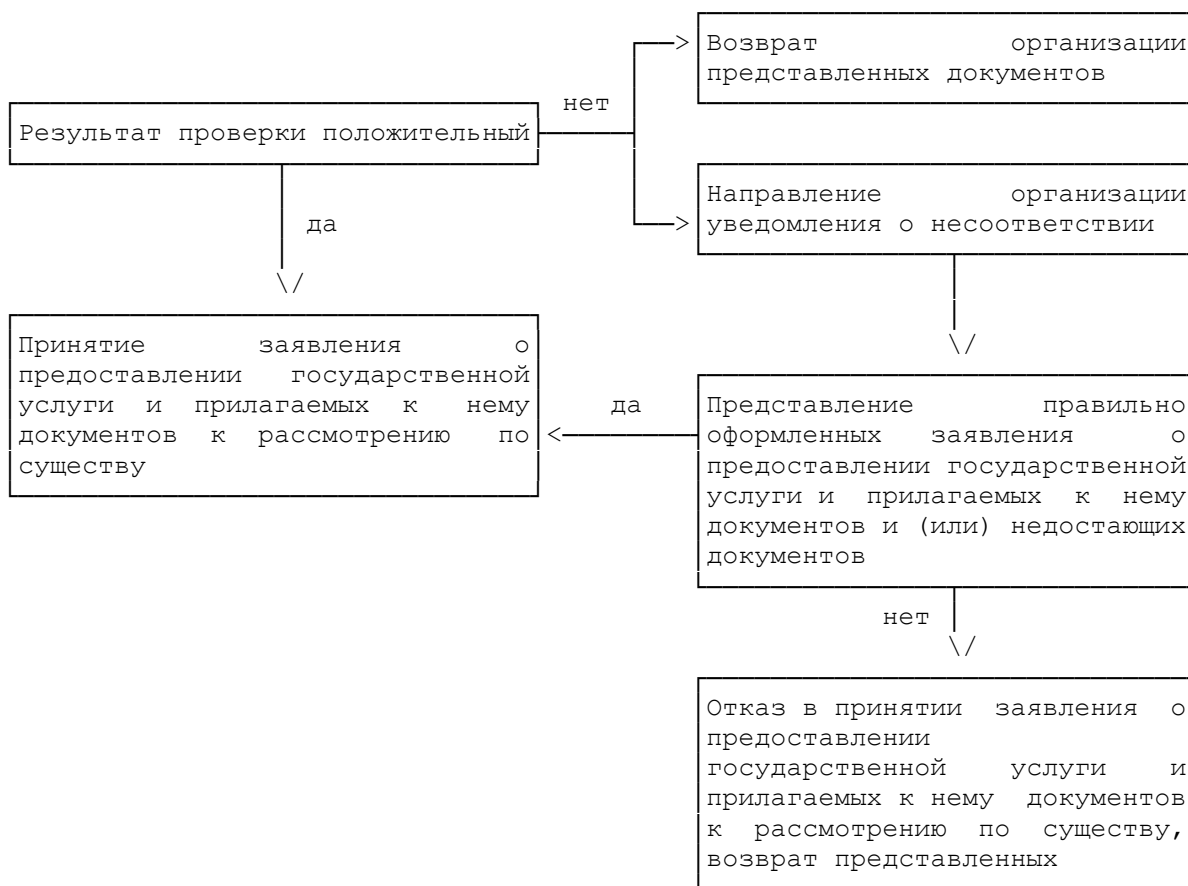 Возврат организации
представленных документов
нет
Результат проверки положительный
Направление организации
уведомления о несоответствии
да
Принятие заявления о
предоставлении государственной
услуги и прилагаемых к нему
документов к рассмотрению по
существу
да
Представление правильно
оформленных заявления о
предоставлении государственной
услуги и прилагаемых к нему
документов и (или) недостающих
документов
нет
Отказ в принятии заявления о
предоставлении
государственной услуги и
прилагаемых к нему документов
к рассмотрению по существу,
возврат представленных